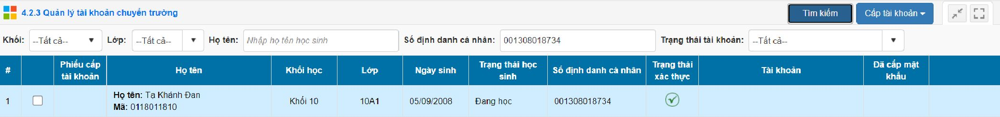 4.2.3 Quản lý tài khoản chuyển trường
Tìm kiếm
Cấp tài khoản
Khối: --Tất cả-- Lớp: --Tất cả-- Họ tên: Nhập họ tên học sinh Số định danh cá nhân: 001308018734 Trạng thái tài khoản: --Tất cả--
#
Phiếu cấp
tài khoản
Họ tên
Khối học
Lớp
Ngày sinh
Trạng thái học
sinh
Số định danh cá nhân
Trạng thái
xác thực
Tài khoản
Đã cấp mật
khẩu
1
Họ tên: Tạ Khánh Đan
Mã: 0118011810
Khối 10
10A1
05/09/2008
Đang học
001308018734